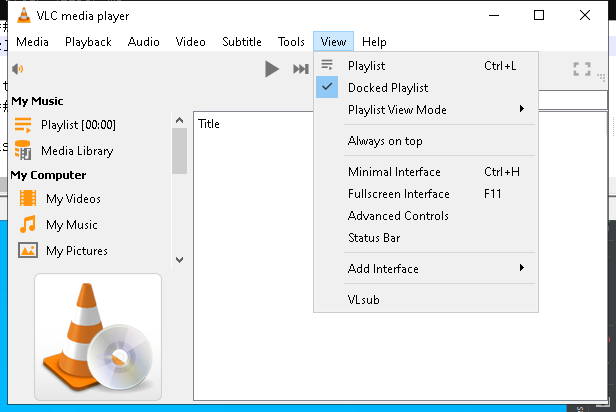 VLC media player
Media Playback Audio Video Subtitle Tools View Help
My Music
Playlist [00:00]
Media Library
My Computer
My Videos
My Music
My Pictures
Title
Playlist Ctrl+L
Docked Playlist
Playlist View Mode
Always on top
Minimal Interface Ctrl+H
Fullscreen Interface F11
Advanced Controls
Status Bar
Add Interface
VLsub